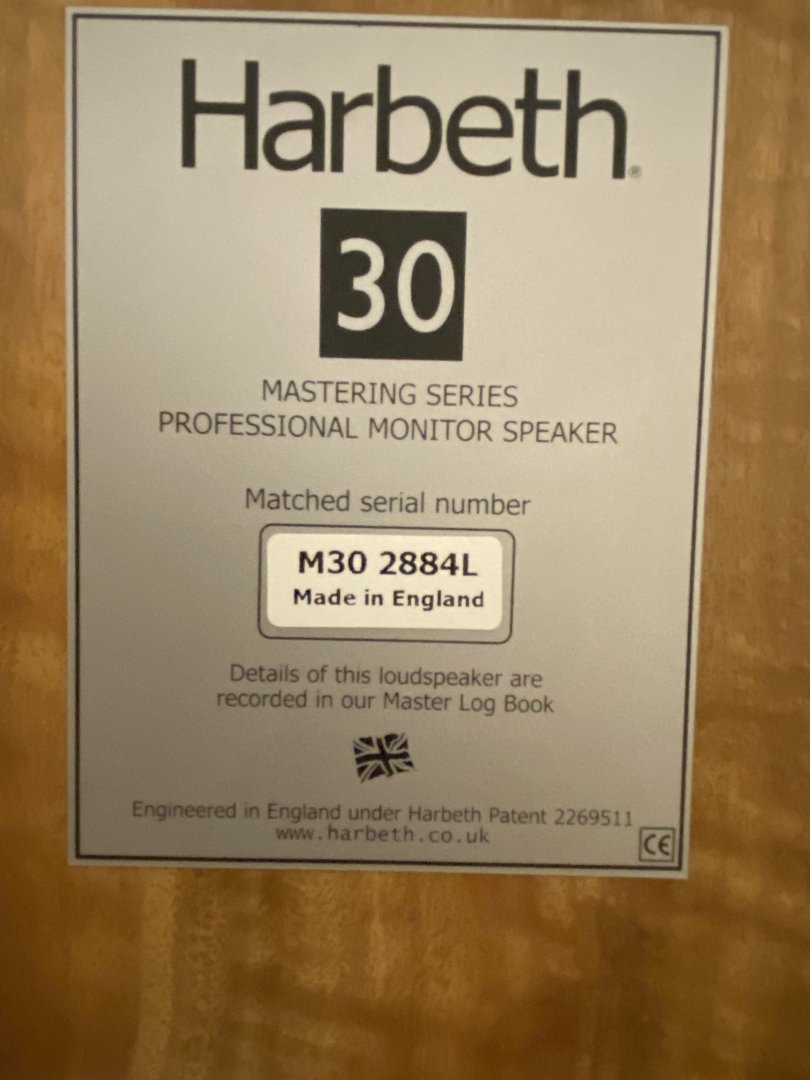 Harbeth®
30
MASTERING SERIES
PROFESSIONAL MONITOR SPEAKER
Matched serial number
M30 2884L
Made in England
Details of this loudspeaker are
recorded in our Master Log Book
Engineered in England under Harbeth Patent 2269511
www.harbeth.co.uk
CE